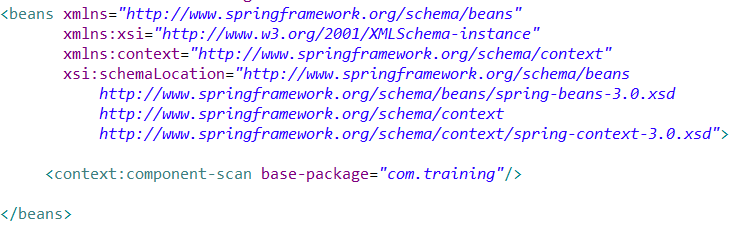 <beans xmlns="http://www.springframework.org/schema/beans"
xmlns:xsi="http://www.w3.org/2001/XMLSchema-instance"
xmlns:context="http://www.springframework.org/schema/context"
xsi:schemaLocation="http://www.springframework.org/schema/beans
http://www.springframework.org/schema/beans/spring-beans-3.0.xsd
http://www.springframework.org/schema/context
http://www.springframework.org/schema/context/spring-context-3.0.xsd">
<context:component-scan base-package="com.training"/>
</beans>